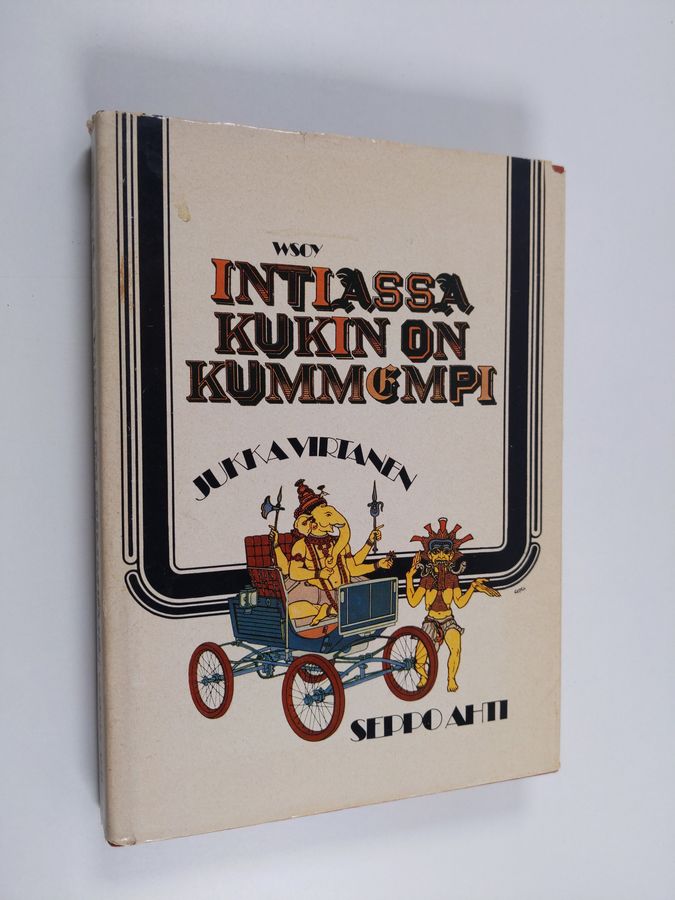 WSOY
INTIASSA
KUKIN ON
KUMMEMPI
JUKKA VIRTANEN
SEPPO AHTI